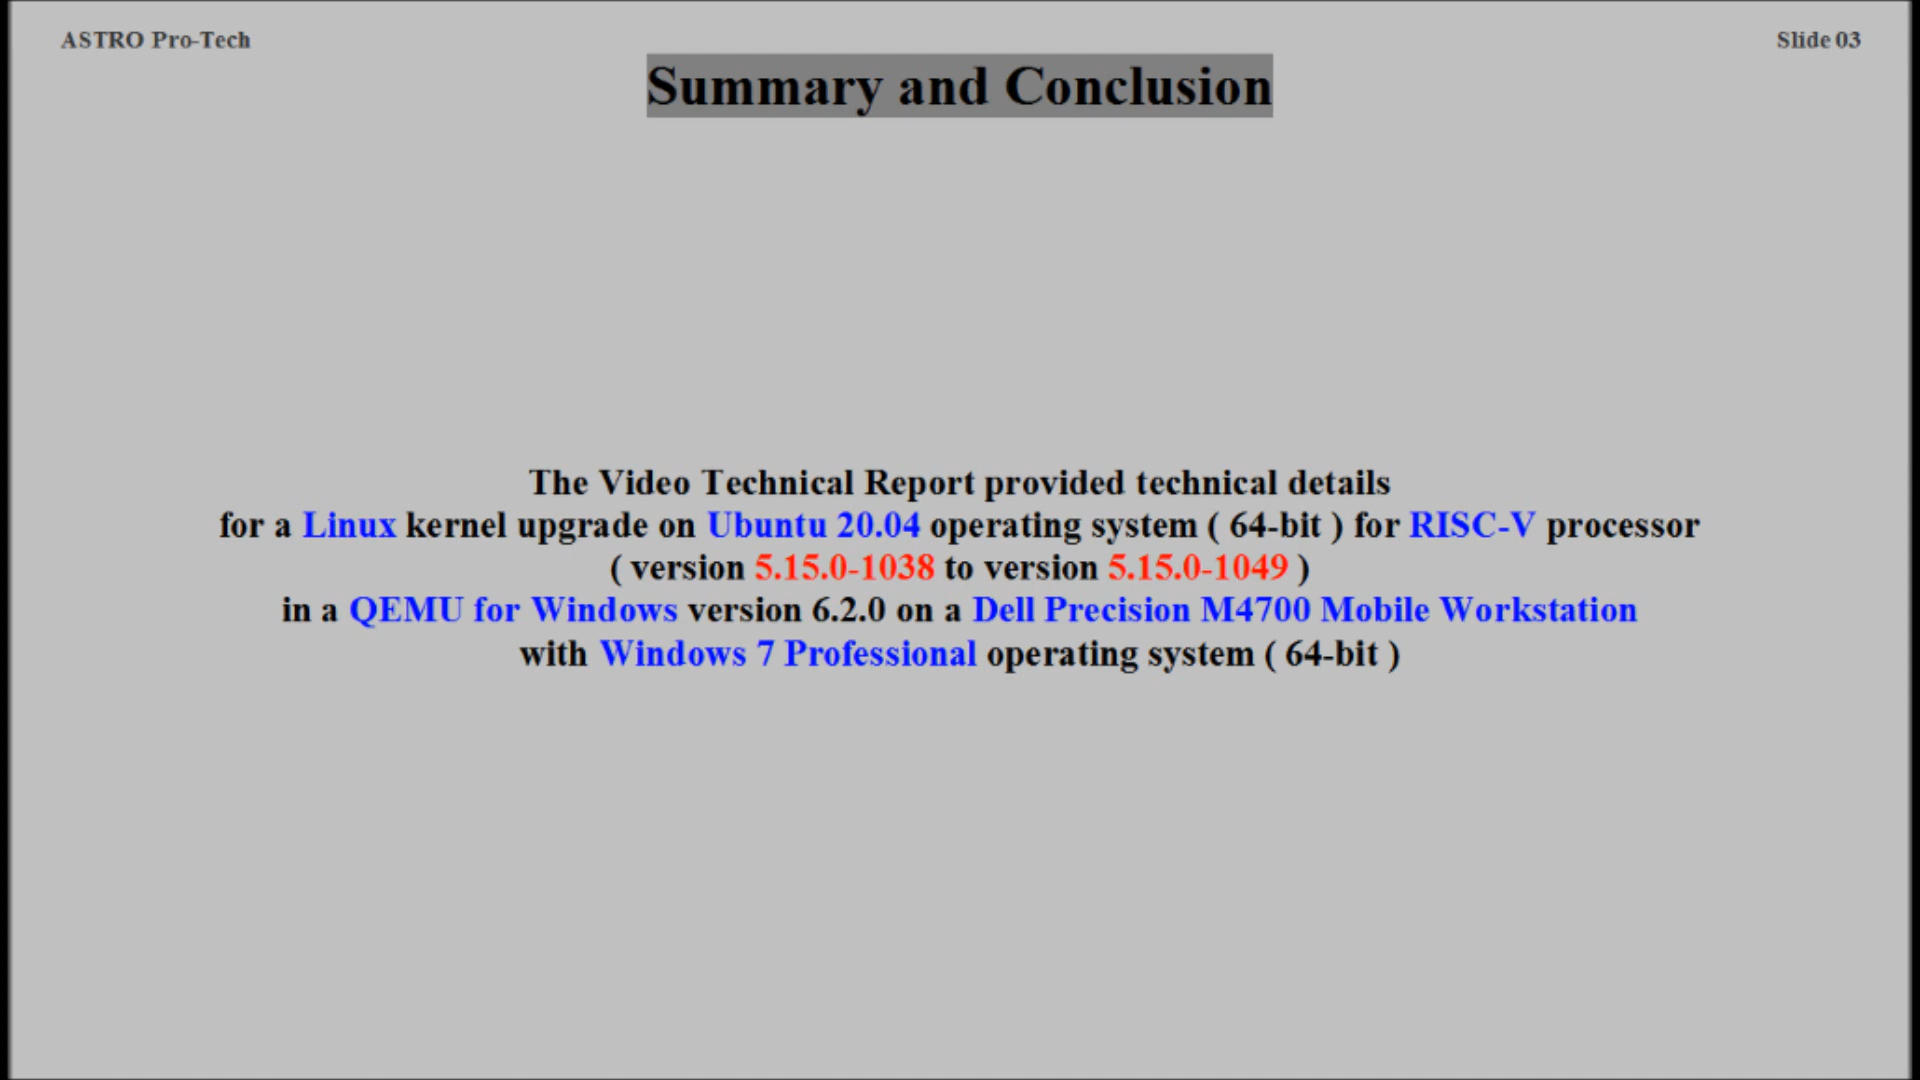 ASTRO Pro-Tech
Slide 03
Summary and Conclusion
The Video Technical Report provided technical details
for a Linux kernel upgrade on Ubuntu 20.04 operating system ( 64-bit ) for RISC-V processor
( version 5.15.0-1038 to version 5.15.0-1049 )
in a QEMU for Windows version 6.2.0 on a Dell Precision M4700 Mobile Workstation
with Windows 7 Professional operating system ( 64-bit )